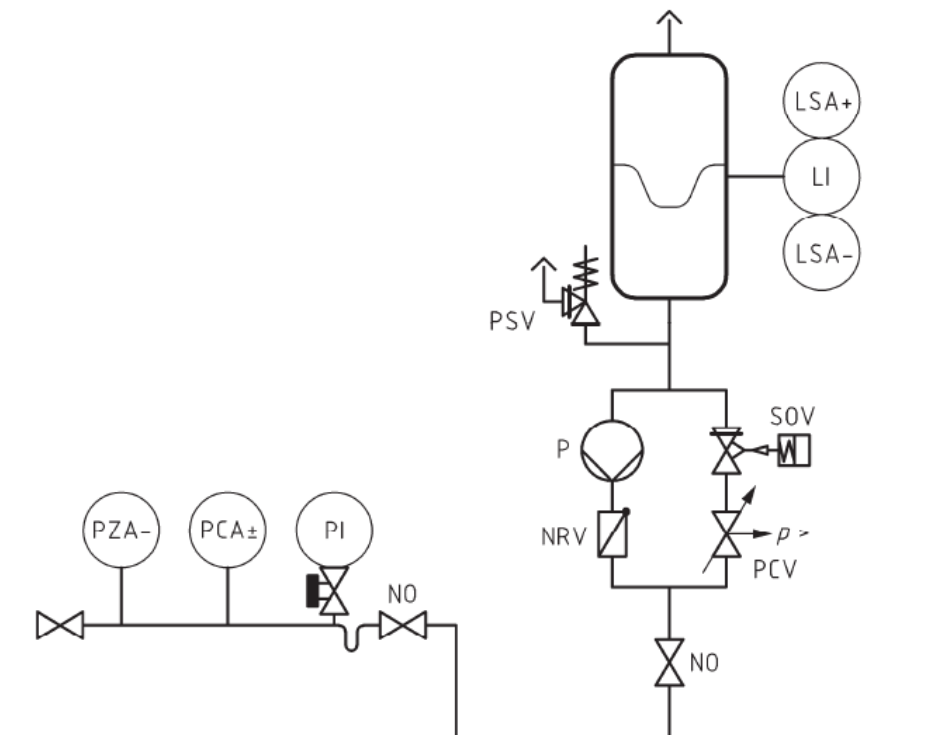 LSA+
LI
LSA-
PSV
SOV
P
NRV
p >
PCV
PZA-
PCA±
PI
NO
NO